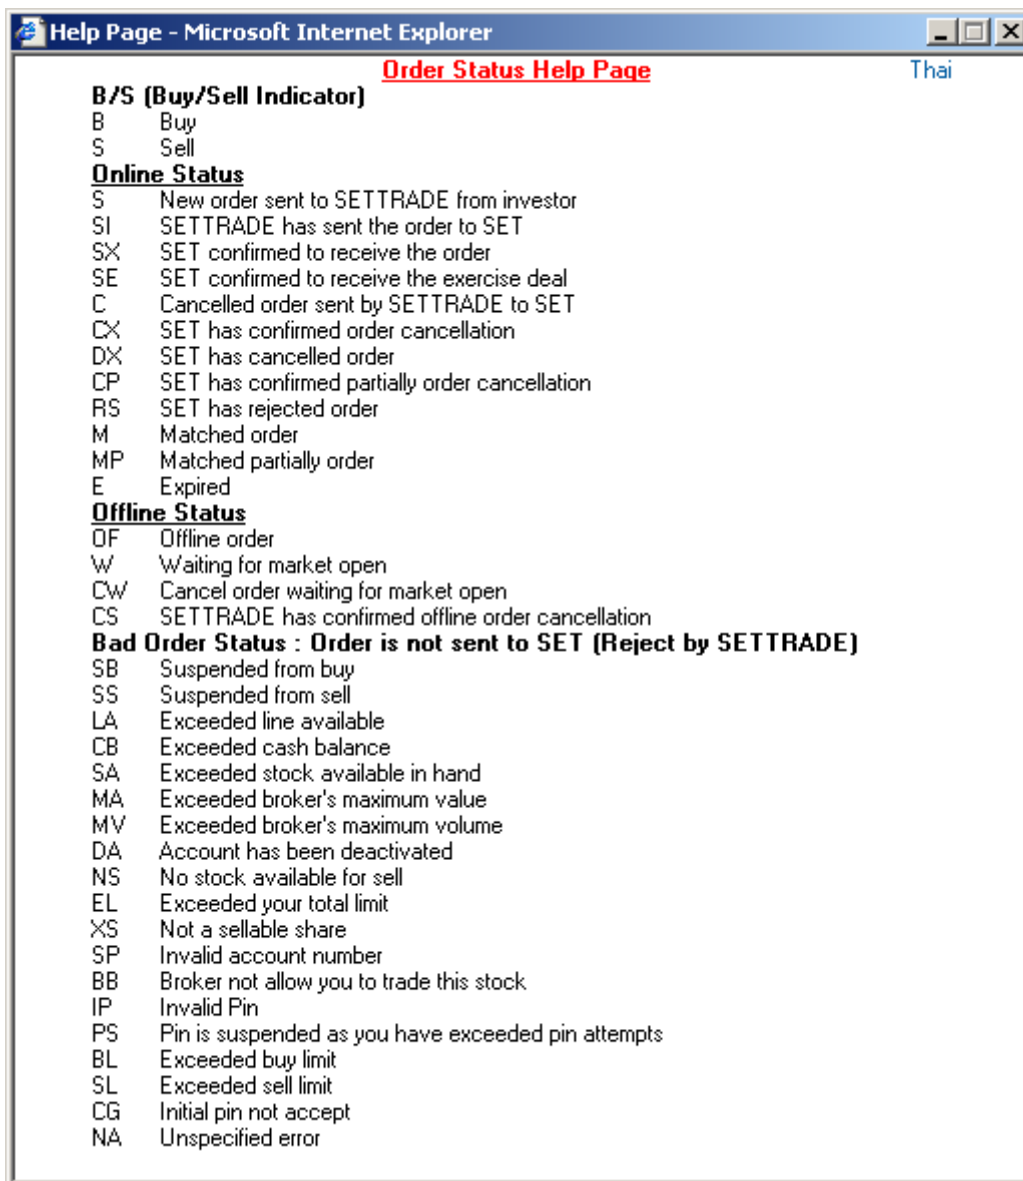 Help Page - Microsoft Internet Explorer
Order Status Help Page Thai
B/S (Buy/Sell Indicator)
B Buy
S Sell
Online Status
S New order sent to SETTRADE from investor
SI SETTRADE has sent the order to SET
SX SET confirmed to receive the order
SE SET confirmed to receive the exercise deal
C Cancelled order sent by SETTRADE to SET
CX SET has confirmed order cancellation
DX SET has cancelled order
CP SET has confirmed partially order cancellation
RS SET has rejected order
M Matched order
MP Matched partially order
E Expired
Offline Status
OF Offline order
W Waiting for market open
CW Cancel order waiting for market open
CS SETTRADE has confirmed offline order cancellation
Bad Order Status : Order is not sent to SET (Reject by SETTRADE)
SB Suspended from buy
SS Suspended from sell
LA Exceeded line available
CB Exceeded cash balance
SA Exceeded stock available in hand
MA Exceeded broker's maximum value
MV Exceeded broker's maximum volume
DA Account has been deactivated
NS No stock available for sell
EL Exceeded your total limit
XS Not a sellable share
SP Invalid account number
BB Broker not allow you to trade this stock
IP Invalid Pin
PS Pin is suspended as you have exceeded pin attempts
BL Exceeded buy limit
SL Exceeded sell limit
CG Initial pin not accept
NA Unspecified error